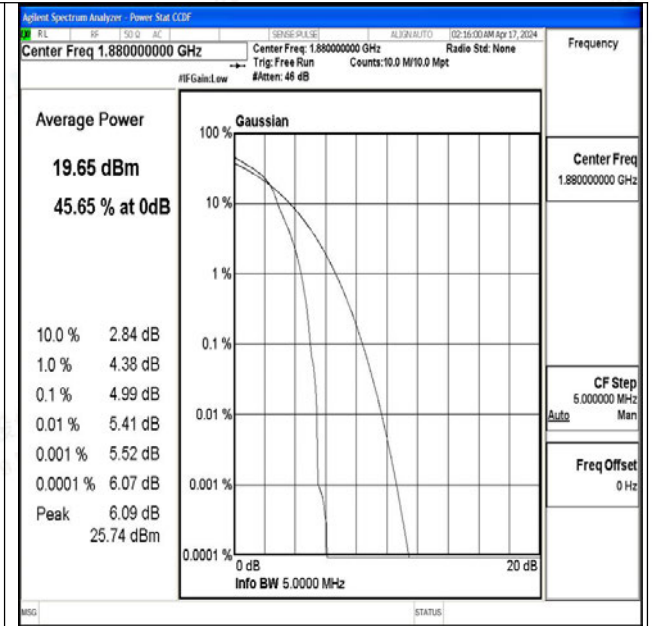 Agilent Spectrum Analyzer - Power Stat CCDF
RL RF 50 Ω AC SENSE:PULSE ALIGN AUTO 02:16:00 AM Apr 17, 2024
Center Freq 1.880000000 GHz
Center Freq: 1.880000000 GHz Radio Std: None
Trig: Free Run Counts:10.0 M/10.0 Mpt
#IFGain:Low #Atten: 46 dB
Frequency
Average Power
19.65 dBm
45.65 % at 0dB
10.0 % 2.84 dB
1.0 % 4.38 dB
0.1 % 4.99 dB
0.01 % 5.41 dB
0.001 % 5.52 dB
0.0001 % 6.07 dB
Peak 6.09 dB
25.74 dBm
Gaussian
100 %
10 %
1 %
0.1 %
0.01 %
0.001 %
0.0001 %
0 dB 20 dB
Info BW 5.0000 MHz
Center Freq
1.880000000 GHz
CF Step
5.000000 MHz
Auto Man
Freq Offset
0 Hz
MSG STATUS